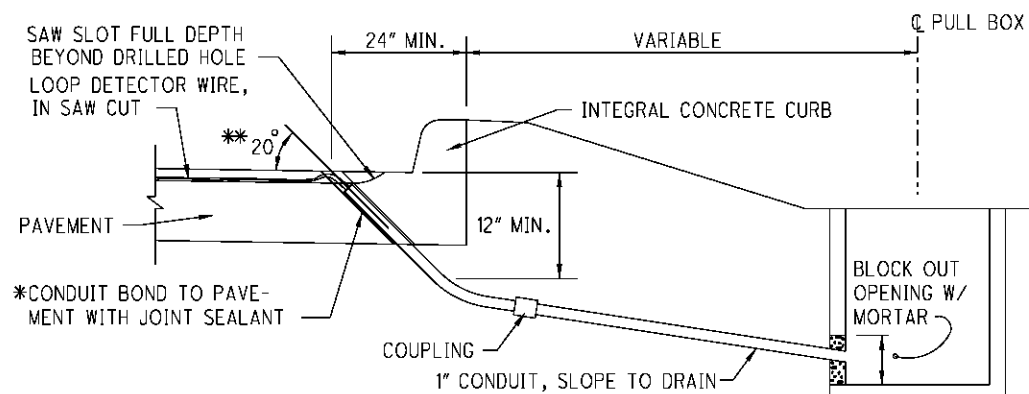 ℄ PULL BOX
SAW SLOT FULL DEPTH
BEYOND DRILLED HOLE
24" MIN.
VARIABLE
LOOP DETECTOR WIRE,
IN SAW CUT
INTEGRAL CONCRETE CURB
** 20°
PAVEMENT
12" MIN.
*CONDUIT BOND TO PAVE-
MENT WITH JOINT SEALANT
BLOCK OUT
OPENING W/
MORTAR
COUPLING
1" CONDUIT, SLOPE TO DRAIN